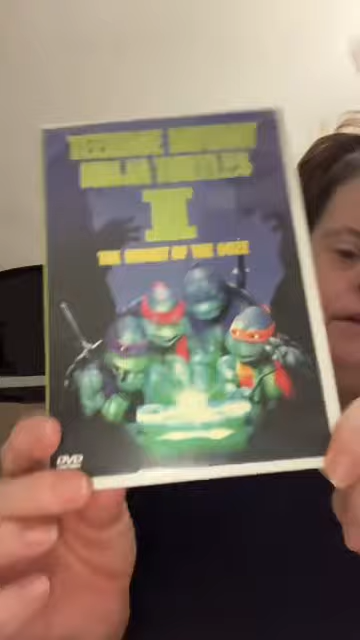 TEENAGE MUTANT
NINJA TURTLES
II
THE SECRET OF THE OOZE
DVD